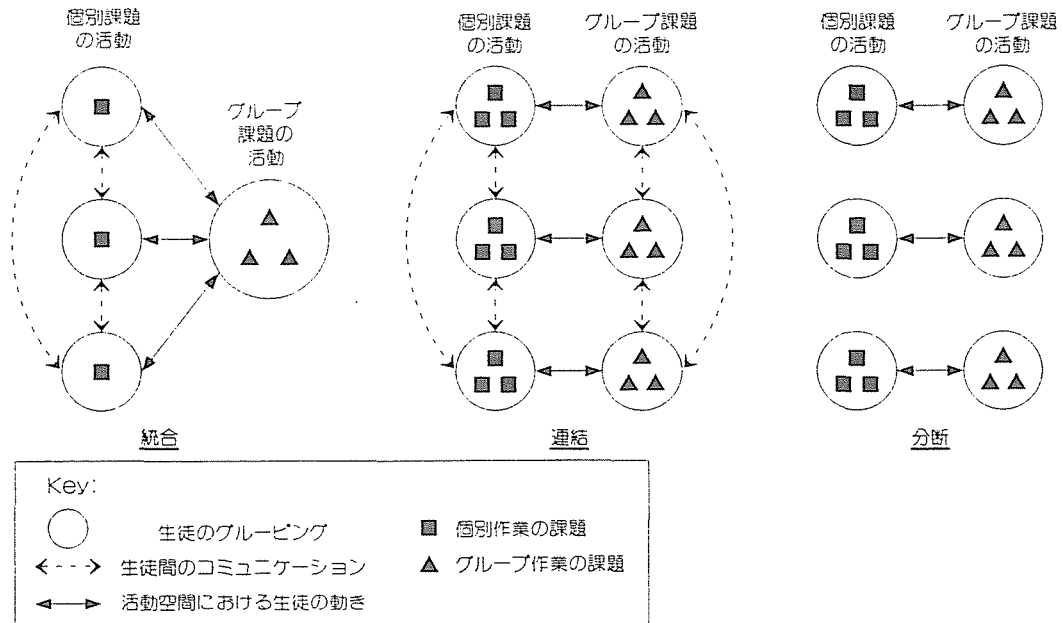 個別課題
の活動
グループ
課題の
活動
統合
個別課題
の活動
グループ課題
の活動
連結
個別課題
の活動
グループ課題
の活動
分断
Key:
生徒のグルーピング
生徒間のコミュニケーション
活動空間における生徒の動き
個別作業の課題
グループ作業の課題